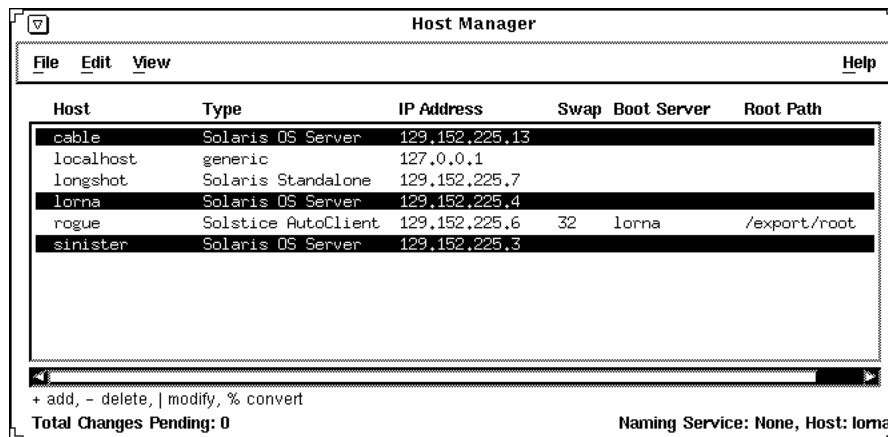 Host Manager
File Edit View Help
Host Type IP Address Swap Boot Server Root Path
cable Solaris OS Server 129.152.225.13
localhost generic 127.0.0.1
longshot Solaris Standalone 129.152.225.7
lorna Solaris OS Server 129.152.225.4
rogue Solstice AutoClient 129.152.225.6 32 lorna /export/root
sinister Solaris OS Server 129.152.225.3
+ add, – delete, | modify, % convert
Total Changes Pending: 0 Naming Service: None, Host: lorna